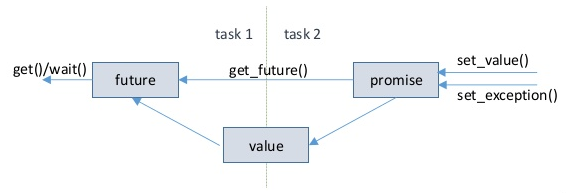 task 1
task 2
get()/wait()
future
get_future()
promise
set_value()
set_exception()
value